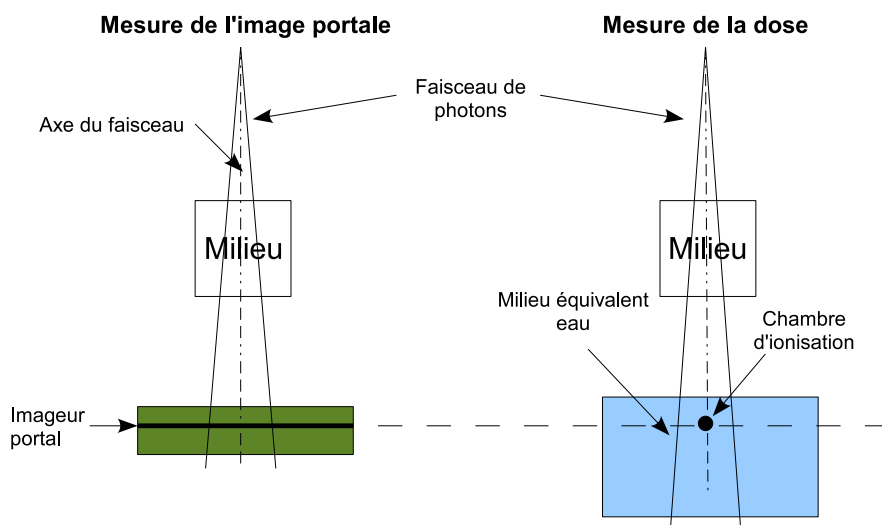 Mesure de l'image portale
Mesure de la dose
Faisceau de
photons
Axe du faisceau
Milieu
Milieu
Milieu équivalent
eau
Chambre
d'ionisation
Imageur
portal